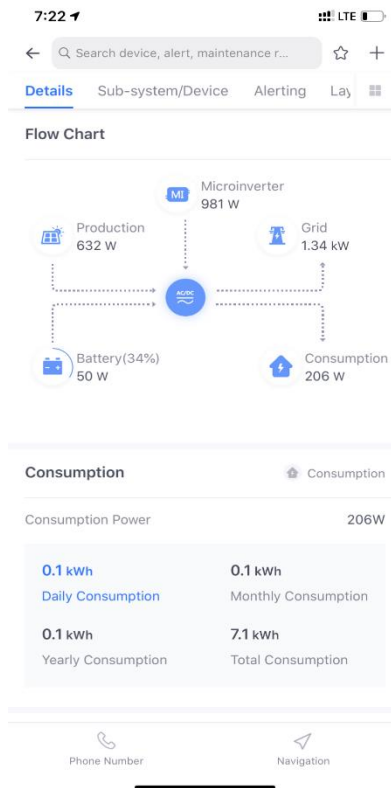 7:22
LTE
Search device, alert, maintenance r...
Details Sub-system/Device Alerting Lay
Flow Chart
MI
Microinverter
981 W
Production
632 W
Grid
1.34 kW
AC/DC
Battery(34%)
50 W
Consumption
206 W
Consumption
Consumption
Consumption Power 206W
0.1 kWh 0.1 kWh
Daily Consumption Monthly Consumption
0.1 kWh 7.1 kWh
Yearly Consumption Total Consumption
Phone Number Navigation